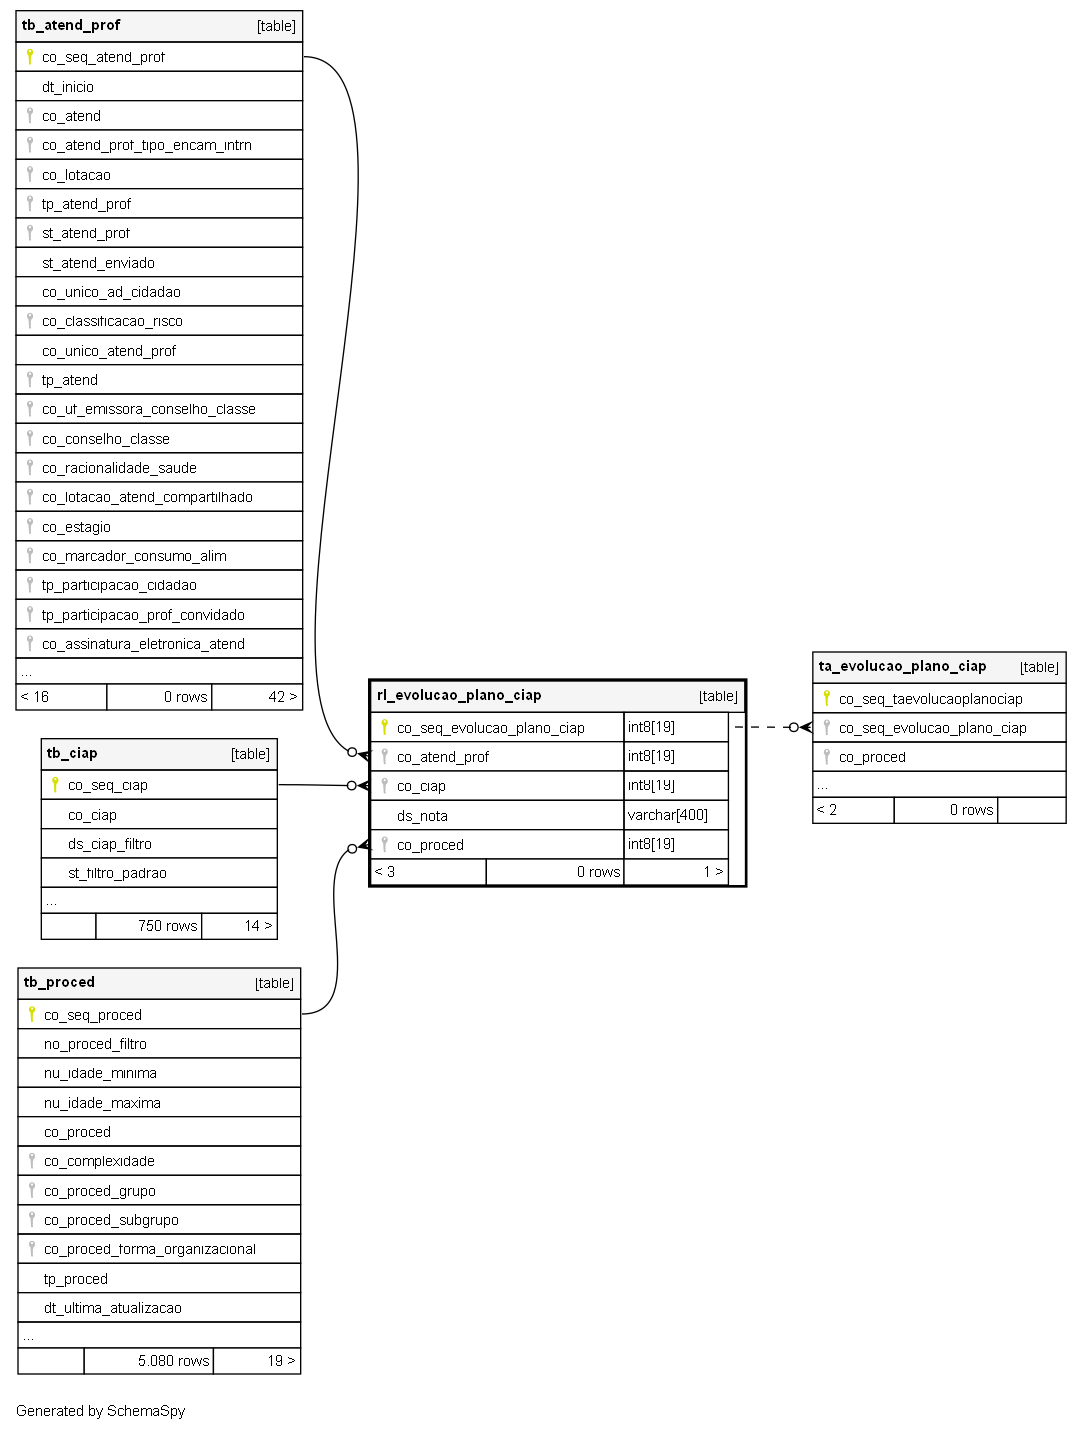 tb_atend_prof [table]
co_seq_atend_prof
dt_inicio
co_atend
co_atend_prof_tipo_encam_intrn
co_lotacao
tp_atend_prof
st_atend_prof
st_atend_enviado
co_unico_ad_cidadao
co_classificacao_risco
co_unico_atend_prof
tp_atend
co_uf_emissora_conselho_classe
co_conselho_classe
co_racionalidade_saude
co_lotacao_atend_compartilhado
co_estagio
co_marcador_consumo_alim
tp_participacao_cidadao
tp_participacao_prof_convidado
co_assinatura_eletronica_atend
...
< 16 0 rows 42 >
tb_ciap [table]
co_seq_ciap
co_ciap
ds_ciap_filtro
st_filtro_padrao
...
750 rows 14 >
tb_proced [table]
co_seq_proced
no_proced_filtro
nu_idade_minima
nu_idade_maxima
co_proced
co_complexidade
co_proced_grupo
co_proced_subgrupo
co_proced_forma_organizacional
tp_proced
dt_ultima_atualizacao
...
5.080 rows 19 >
rl_evolucao_plano_ciap [table]
co_seq_evolucao_plano_ciap int8[19]
co_atend_prof int8[19]
co_ciap int8[19]
ds_nota varchar[400]
co_proced int8[19]
< 3 0 rows 1 >
ta_evolucao_plano_ciap [table]
co_seq_taevolucaoplanociap
co_seq_evolucao_plano_ciap
co_proced
...
< 2 0 rows
Generated by SchemaSpy